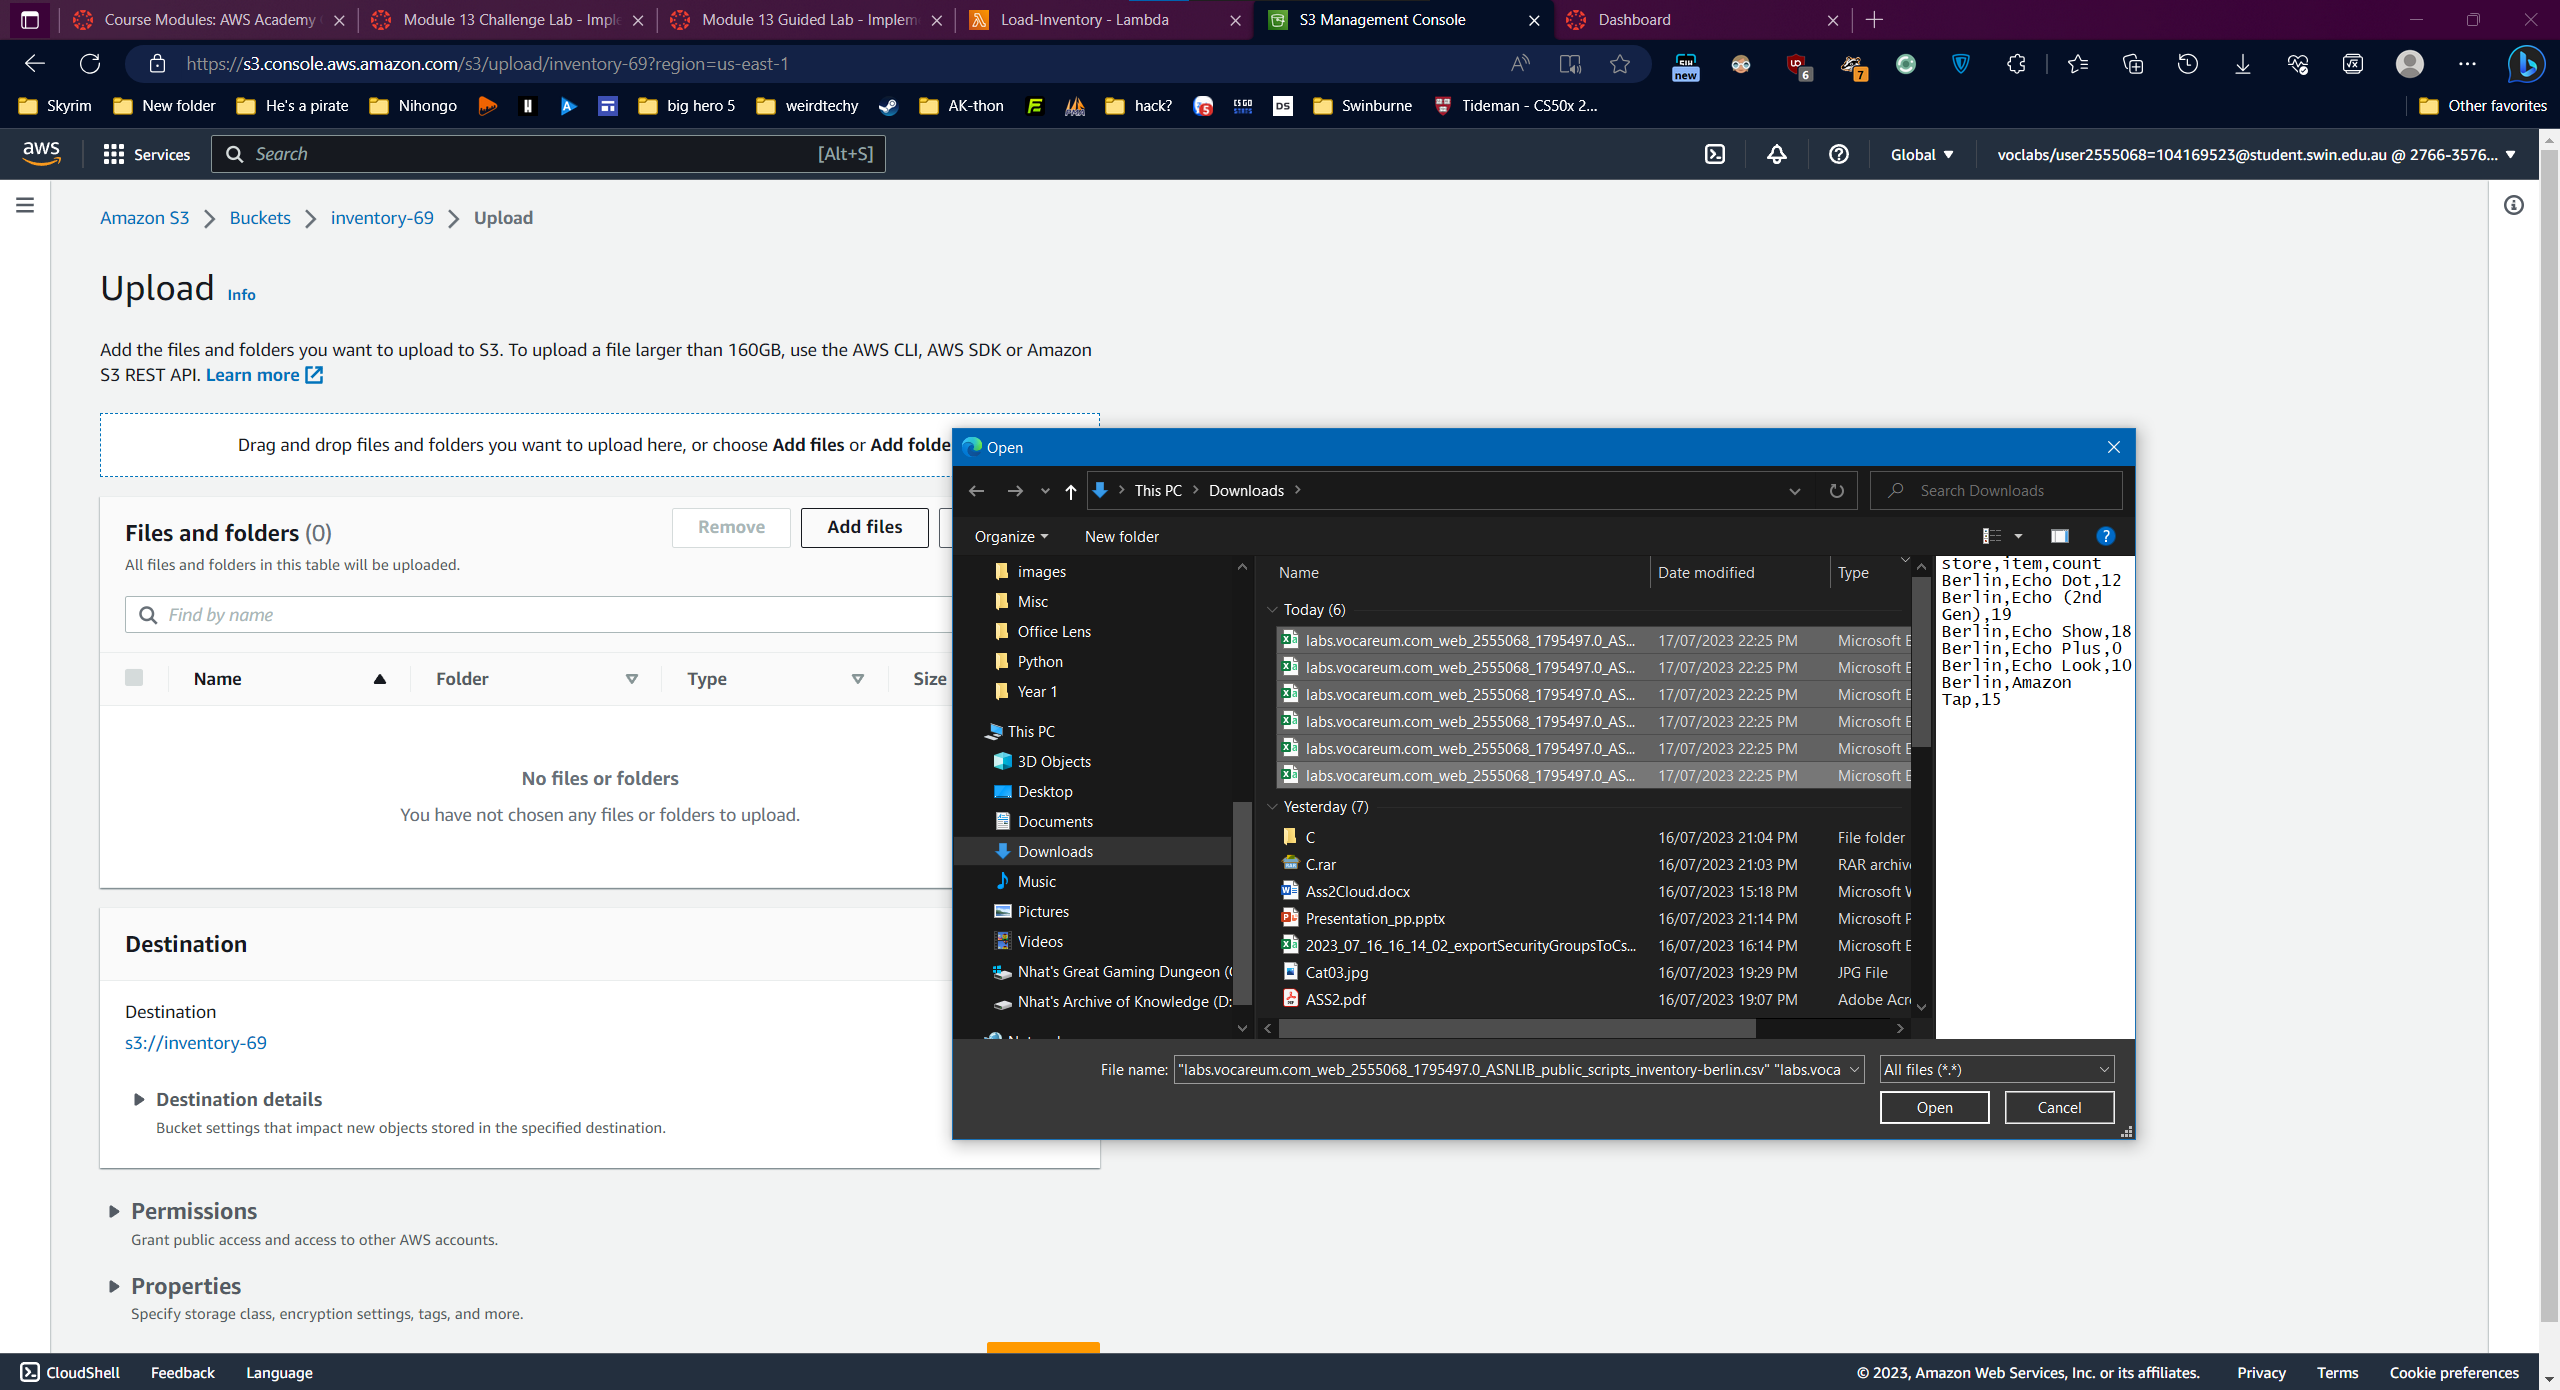 Course Modules: AWS Academy
Module 13 Challenge Lab - Imple
Module 13 Guided Lab - Implem
Load-Inventory - Lambda
S3 Management Console
Dashboard
https://s3.console.aws.amazon.com/s3/upload/inventory-69?region=us-east-1
new
6
7
Skyrim
New folder
He's a pirate
Nihongo
big hero 5
weirdtechy
AK-thon
hack?
DS
Swinburne
Tideman - CS50x 2...
Other favorites
aws
Services
Search
[Alt+S]
Global
voclabs/user2555068=104169523@student.swin.edu.au @ 2766-3576...
Amazon S3
Buckets
inventory-69
Upload
Upload
Info
Add the files and folders you want to upload to S3. To upload a file larger than 160GB, use the AWS CLI, AWS SDK or Amazon
S3 REST API. Learn more
Drag and drop files and folders you want to upload here, or choose Add files or Add folde
Files and folders (0)
Remove
Add files
All files and folders in this table will be uploaded.
Find by name
Name
Folder
Type
Size
No files or folders
You have not chosen any files or folders to upload.
Destination
Destination
s3://inventory-69
Destination details
Bucket settings that impact new objects stored in the specified destination.
Permissions
Grant public access and access to other AWS accounts.
Properties
Specify storage class, encryption settings, tags, and more.
Open
This PC
Downloads
Search Downloads
Organize
New folder
images
Misc
Office Lens
Python
Year 1
This PC
3D Objects
Desktop
Documents
Downloads
Music
Pictures
Videos
Nhat's Great Gaming Dungeon (
Nhat's Archive of Knowledge (D:
Name
Date modified
Type
Today (6)
labs.vocareum.com_web_2555068_1795497.0_AS... 17/07/2023 22:25 PM Microsoft E
labs.vocareum.com_web_2555068_1795497.0_AS... 17/07/2023 22:25 PM Microsoft E
labs.vocareum.com_web_2555068_1795497.0_AS... 17/07/2023 22:25 PM Microsoft E
labs.vocareum.com_web_2555068_1795497.0_AS... 17/07/2023 22:25 PM Microsoft E
labs.vocareum.com_web_2555068_1795497.0_AS... 17/07/2023 22:25 PM Microsoft E
labs.vocareum.com_web_2555068_1795497.0_AS... 17/07/2023 22:25 PM Microsoft E
Yesterday (7)
C 16/07/2023 21:04 PM File folder
C.rar 16/07/2023 21:03 PM RAR archiv
Ass2Cloud.docx 16/07/2023 15:18 PM Microsoft W
Presentation_pp.pptx 16/07/2023 21:14 PM Microsoft P
2023_07_16_16_14_02_exportSecurityGroupsToCs... 16/07/2023 16:14 PM Microsoft E
Cat03.jpg 16/07/2023 19:29 PM JPG File
ASS2.pdf 16/07/2023 19:07 PM Adobe Acr
store,item,count
Berlin,Echo Dot,12
Berlin,Echo (2nd
Gen),19
Berlin,Echo Show,18
Berlin,Echo Plus,0
Berlin,Echo Look,10
Berlin,Amazon
Tap,15
File name:
"labs.vocareum.com_web_2555068_1795497.0_ASNLIB_public_scripts_inventory-berlin.csv" "labs.voca
All files (*.*)
Open
Cancel
CloudShell
Feedback
Language
© 2023, Amazon Web Services, Inc. or its affiliates.
Privacy
Terms
Cookie preferences